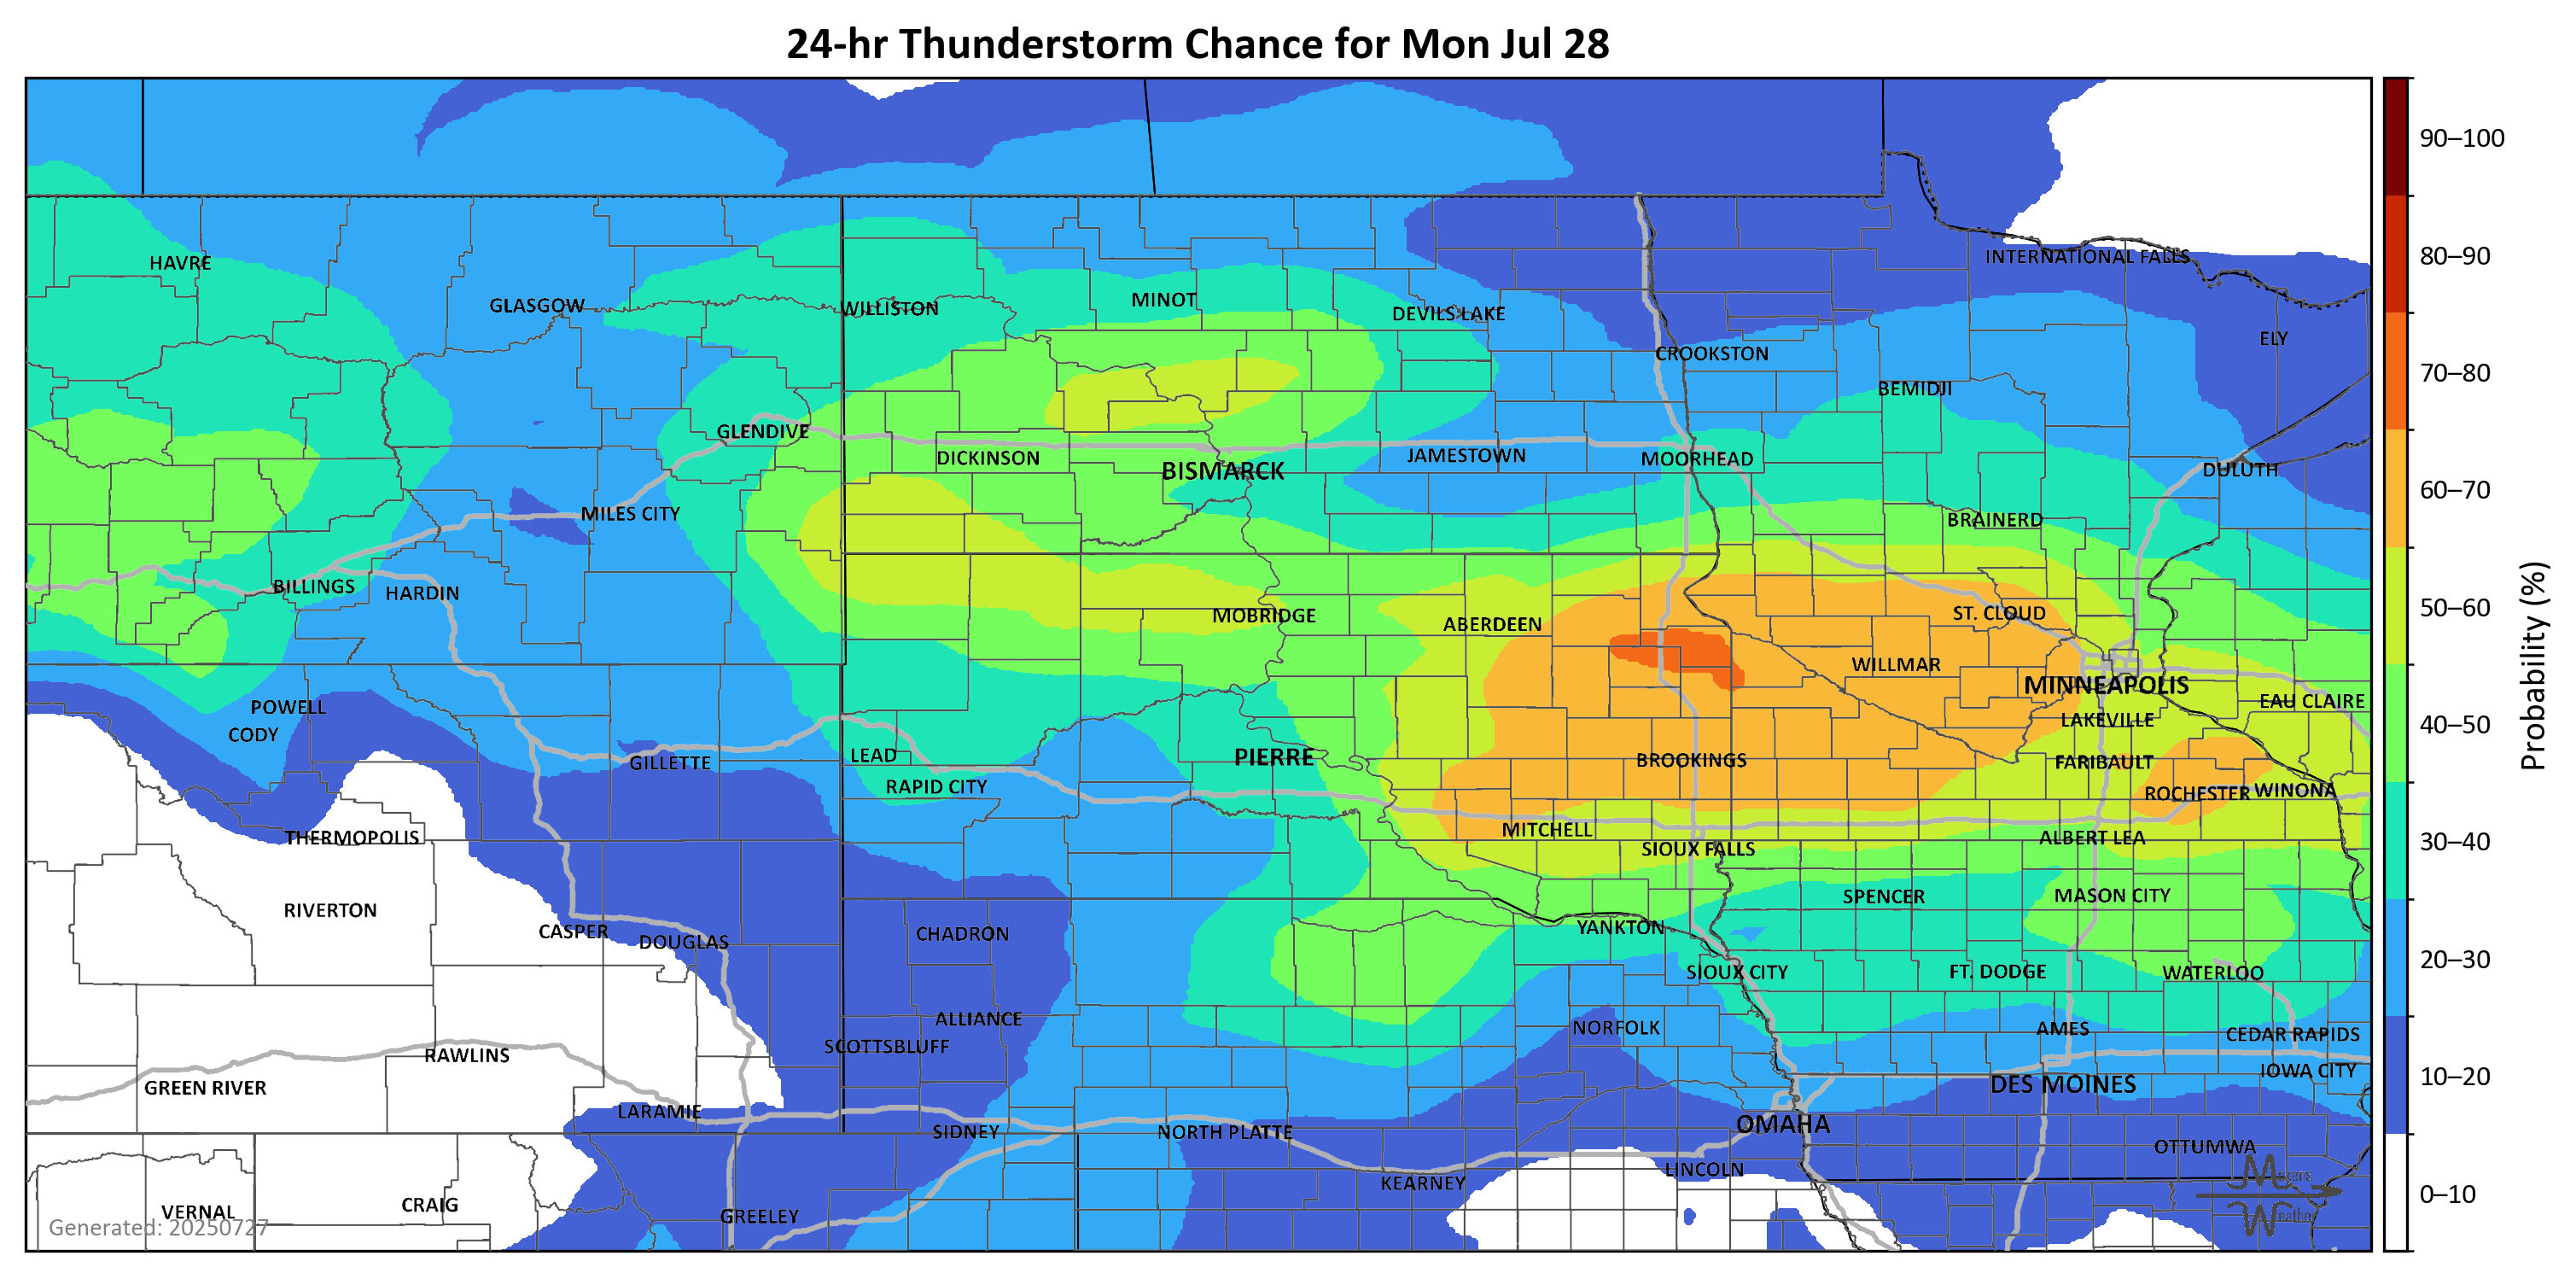 24-hr Thunderstorm Chance for Mon Jul 28
90–100
INTERNATIONAL FALLS
80–90
HAVRE
MINOT
GLASGOW
WILLISTON
DEVILS LAKE
ELY
CROOKSTON
70–80
BEMIDJI
GLENDIVE
DICKINSON
JAMESTOWN
MOORHEAD
BISMARCK
DULUTH
60–70
MILES CITY
BRAINERD
BILLINGS
HARDIN
50–60
MOBRIDGE
ABERDEEN
ST. CLOUD
WILLMAR
MINNEAPOLIS
Probability (%)
POWELL
EAU CLAIRE
CODY
LAKEVILLE
40–50
LEAD
PIERRE
GILLETTE
BROOKINGS
FARIBAULT
RAPID CITY
ROCHESTER
WINONA
THERMOPOLIS
MITCHELL
ALBERT LEA
30–40
SIOUX FALLS
RIVERTON
SPENCER
MASON CITY
CASPER
DOUGLAS
CHADRON
YANKTON
20–30
SIOUX CITY
FT. DODGE
WATERLOO
ALLIANCE
NORFOLK
AMES
CEDAR RAPIDS
SCOTTSBLUFF
RAWLINS
IOWA CITY
GREEN RIVER
DES MOINES
10–20
LARAMIE
SIDNEY
NORTH PLATTE
OMAHA
OTTUMWA
LINCOLN
KEARNEY
Makens
0–10
VERNAL
CRAIG
GREELEY
Weather
Generated: 20250727